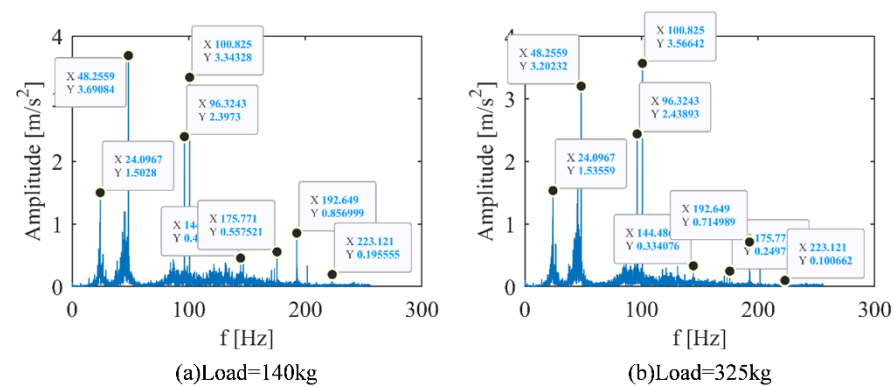 4
3
2
1
0
0
100
200
300
Amplitude [m/s²]
f [Hz]
X 48.2559
Y 3.69084
X 100.825
Y 3.34328
X 96.3243
Y 2.3973
X 24.0967
Y 1.5028
X 175.771
Y 0.557521
X 192.649
Y 0.856999
X 223.121
Y 0.195555
(a)Load=140kg
4
3
2
1
0
0
100
200
300
Amplitude [m/s²]
f [Hz]
X 48.2559
Y 3.20232
X 100.825
Y 3.56642
X 96.3243
Y 2.43893
X 24.0967
Y 1.53559
Y 0.334076
X 192.649
Y 0.714989
X 223.121
Y 0.100662
(b)Load=325kg